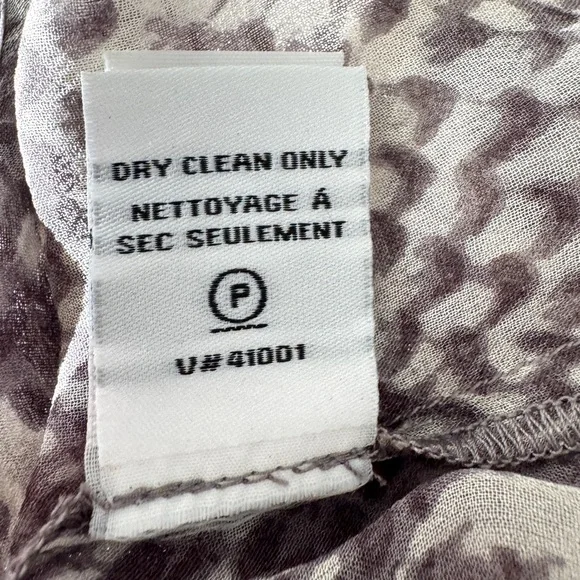 DRY CLEAN ONLY
NETTOYAGE Á
SEC SEULEMENT
P
V# 41001